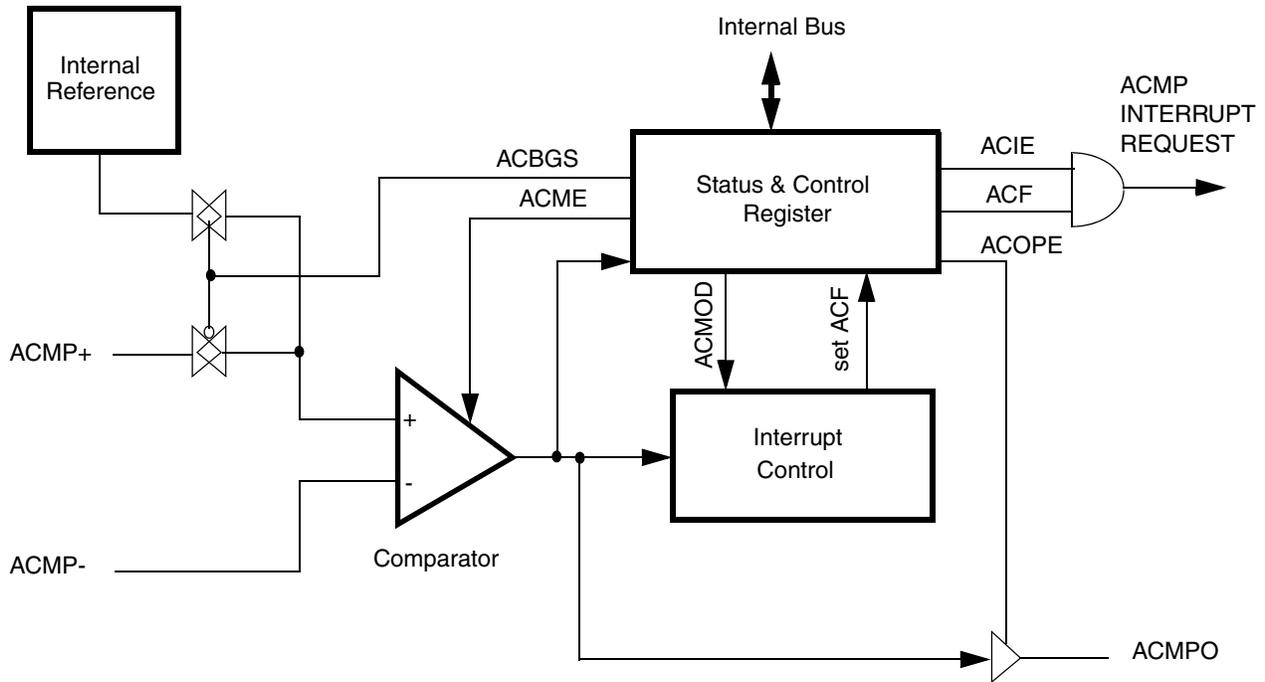 Internal
Reference
Internal Bus
ACMP
INTERRUPT
REQUEST
ACBGS
ACME
Status & Control
Register
ACIE
ACF
ACOPE
ACMOD
set ACF
ACMP+
+
-
Interrupt
Control
Comparator
ACMP-
ACMPO